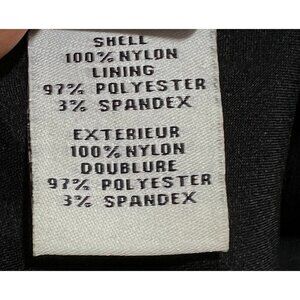 SHELL
100% NYLON
LINING
97% POLYESTER
3% SPANDEX
EXTERIEUR
100% NYLON
DOUBLURE
97% POLYESTER
3% SPANDEX